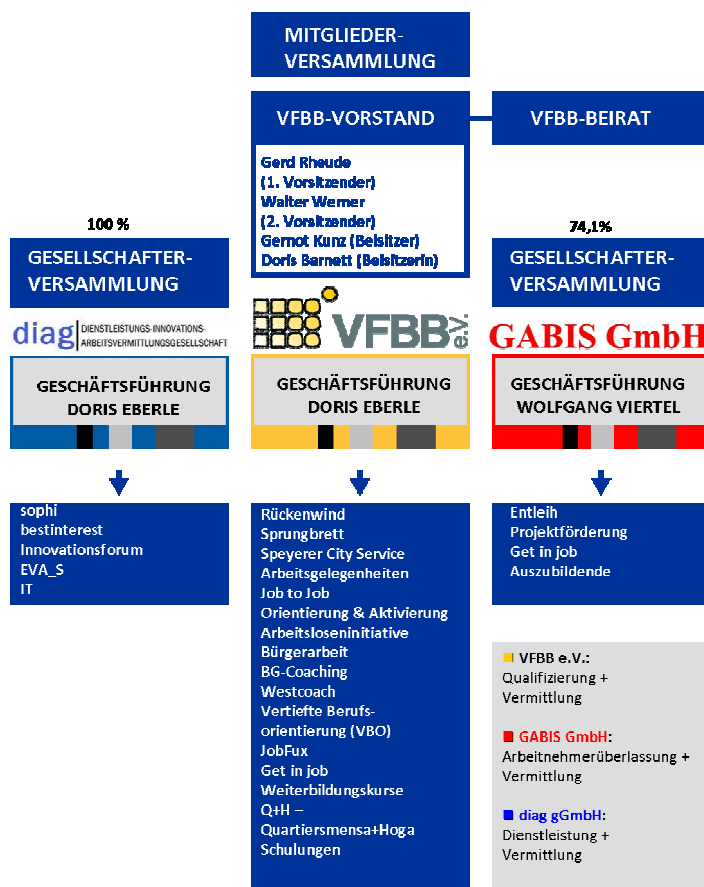 MITGLIEDER-
VERSAMMLUNG
VFBB-VORSTAND
VFBB-BEIRAT
Gerd Rheude
(1. Vorsitzender)
Walter Werner
(2. Vorsitzender)
Gernot Kunz (Beisitzer)
Doris Barnett (Beisitzerin)
100 %
GESELLSCHAFTER-
VERSAMMLUNG
74,1%
GESELLSCHAFTER-
VERSAMMLUNG
diag
DIENSTLEISTUNGS-INNOVATIONS-
ARBEITSVERMITTLUNGSGESELLSCHAFT
VFBB e.V.
GABIS GmbH
GESCHÄFTSFÜHRUNG
DORIS EBERLE
GESCHÄFTSFÜHRUNG
DORIS EBERLE
GESCHÄFTSFÜHRUNG
WOLFGANG VIERTEL
sophi
bestinterest
Innovationsforum
EVA_S
IT
Rückenwind
Sprungbrett
Speyerer City Service
Arbeitsgelegenheiten
Job to Job
Orientierung & Aktivierung
Arbeitsloseninitiative
Bürgerarbeit
BG-Coaching
Westcoach
Vertiefte Berufs-
orientierung (VBO)
JobFux
Get in job
Weiterbildungskurse
Q+H –
Quartiersmensa+Hoga
Schulungen
Entleih
Projektförderung
Get in job
Auszubildende
VFBB e.V.:
Qualifizierung +
Vermittlung
GABIS GmbH:
Arbeitnehmerüberlassung +
Vermittlung
diag gGmbH:
Dienstleistung +
Vermittlung